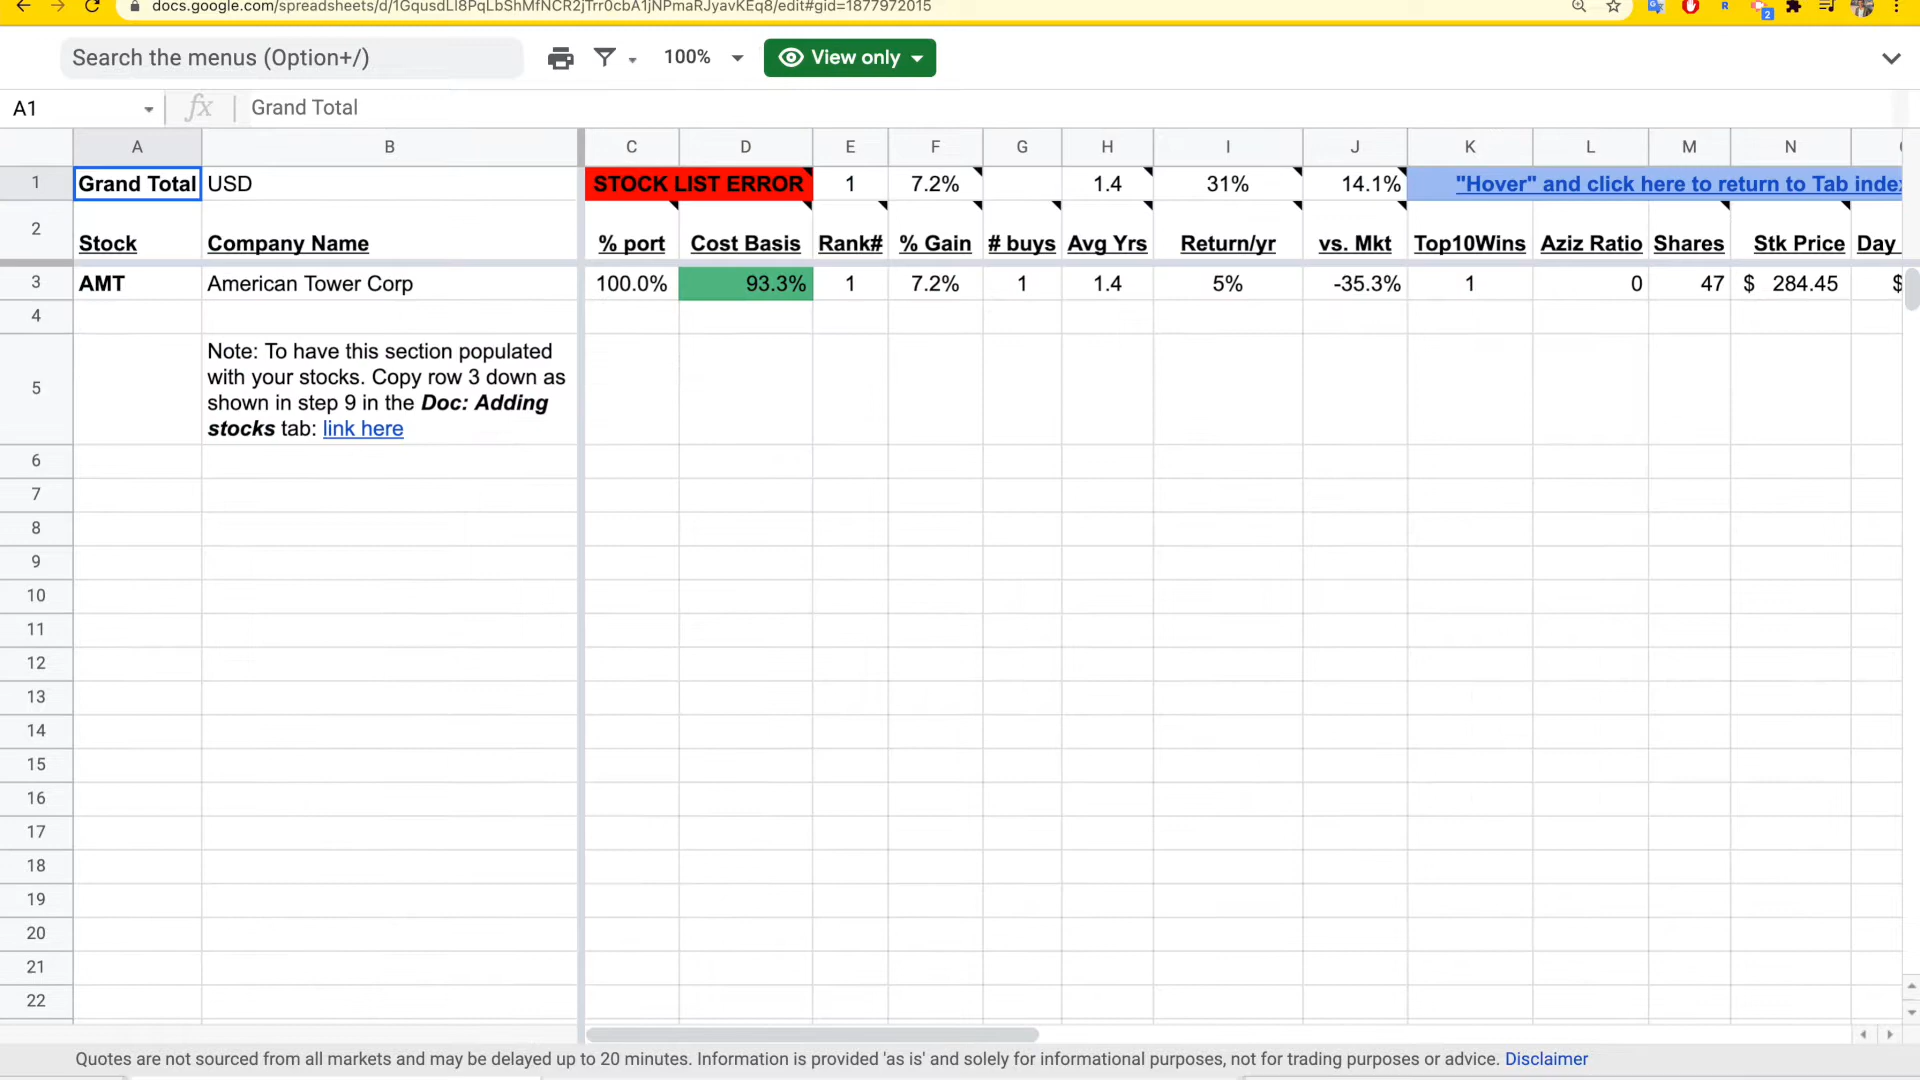 docs.google.com/spreadsheets/d/1GqusdLI8PqLbShMfNCR2jTrr0cbA1jNPmaRJyavKEq8/edit#gid=1877972015
R
2
Search the menus (Option+/)
100%
View only
A1
fx
Grand Total
A B C D E F G H I J K L M N
1 Grand Total USD STOCK LIST ERROR 1 7.2% 1.4 31% 14.1% "Hover" and click here to return to Tab index
2 Stock Company Name % port Cost Basis Rank# % Gain # buys Avg Yrs Return/yr vs. Mkt Top10Wins Aziz Ratio Shares Stk Price Day
3 AMT American Tower Corp 100.0% 93.3% 1 7.2% 1 1.4 5% -35.3% 1 0 47 $ 284.45 $
4
5 Note: To have this section populated
with your stocks. Copy row 3 down as
shown in step 9 in the Doc: Adding
stocks tab: link here
6
7
8
9
10
11
12
13
14
15
16
17
18
19
20
21
22
Quotes are not sourced from all markets and may be delayed up to 20 minutes. Information is provided 'as is' and solely for informational purposes, not for trading purposes or advice. Disclaimer